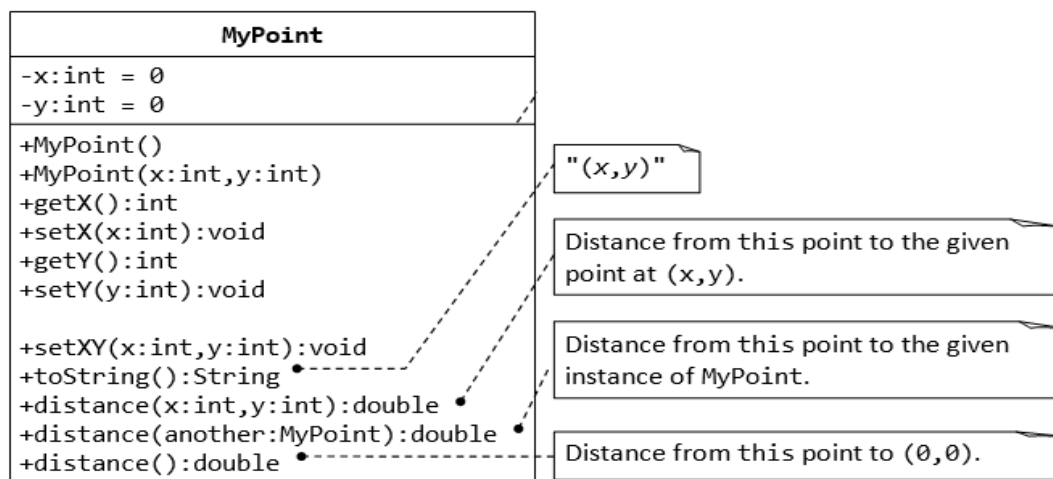 MyPoint
-x:int = 0
-y:int = 0
+MyPoint()
+MyPoint(x:int,y:int)
+getX():int
+setX(x:int):void
+getY():int
+setY(y:int):void
+setXY(x:int,y:int):void
+toString():String
+distance(x:int,y:int):double
+distance(another:MyPoint):double
+distance():double
"(x,y)"
Distance from this point to the given
point at (x,y).
Distance from this point to the given
instance of MyPoint.
Distance from this point to (0,0).